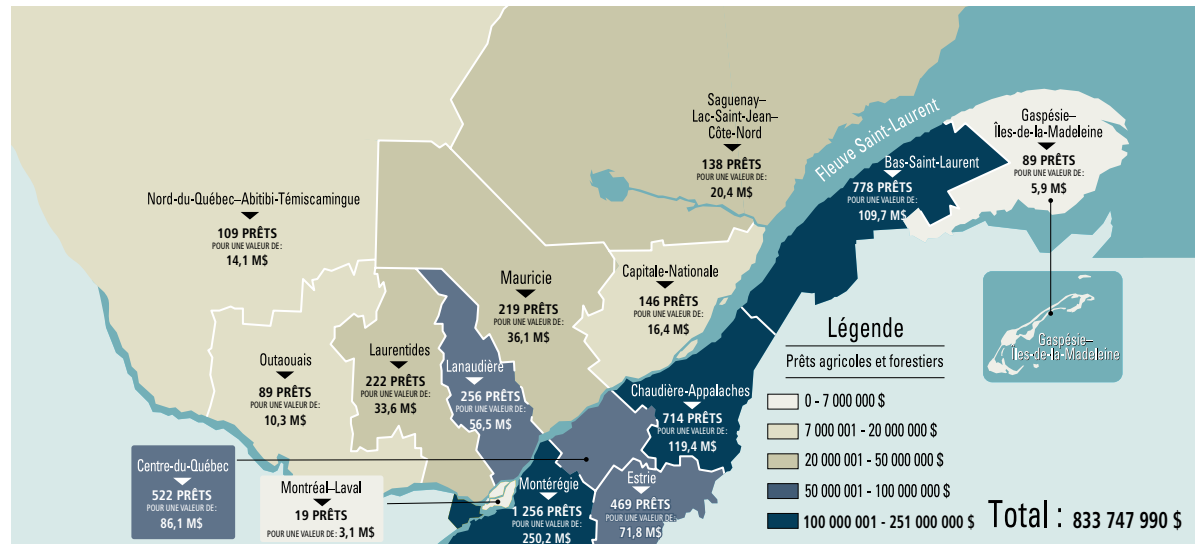 Saguenay–
Lac-Saint-Jean–
Côte-Nord
138 PRÊTS
POUR UNE VALEUR DE :
20,4 M$
Fleuve Saint-Laurent
Gaspésie–
Îles-de-la-Madeleine
89 PRÊTS
POUR UNE VALEUR DE :
5,9 M$
Bas-Saint-Laurent
778 PRÊTS
POUR UNE VALEUR DE :
109,7 M$
Nord-du-Québec–Abitibi-Témiscamingue
109 PRÊTS
POUR UNE VALEUR DE :
14,1 M$
Mauricie
219 PRÊTS
POUR UNE VALEUR DE :
36,1 M$
Capitale-Nationale
146 PRÊTS
POUR UNE VALEUR DE :
16,4 M$
Outaouais
89 PRÊTS
POUR UNE VALEUR DE :
10,3 M$
Laurentides
222 PRÊTS
POUR UNE VALEUR DE :
33,6 M$
Lanaudière
256 PRÊTS
POUR UNE VALEUR DE :
56,5 M$
Chaudière-Appalaches
714 PRÊTS
POUR UNE VALEUR DE :
119,4 M$
Gaspésie–
Îles-de-la-Madeleine
Centre-du-Québec
522 PRÊTS
POUR UNE VALEUR DE :
86,1 M$
Montréal–Laval
19 PRÊTS
POUR UNE VALEUR DE : 3,1 M$
Montérégie
1 256 PRÊTS
POUR UNE VALEUR DE :
250,2 M$
Estrie
469 PRÊTS
POUR UNE VALEUR DE :
71,8 M$
Légende
Prêts agricoles et forestiers
0 - 7 000 000 $
7 000 001 - 20 000 000 $
20 000 001 - 50 000 000 $
50 000 001 - 100 000 000 $
100 000 001 - 251 000 000 $
Total : 833 747 990 $